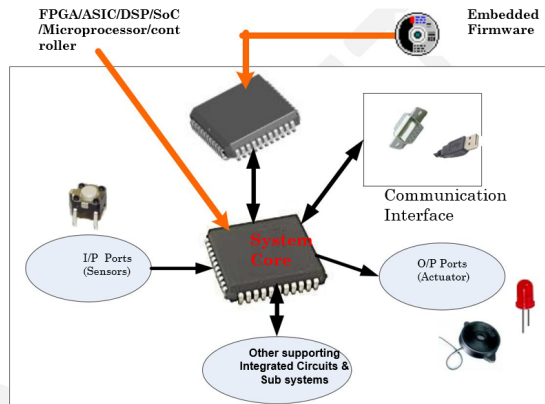 FPGA/ASIC/DSP/SoC
/Microprocessor/cont
roller
Embedded
Firmware
Communication
Interface
System
Core
I/P Ports
(Sensors)
O/P Ports
(Actuator)
Other supporting
Integrated Circuits &
Sub systems